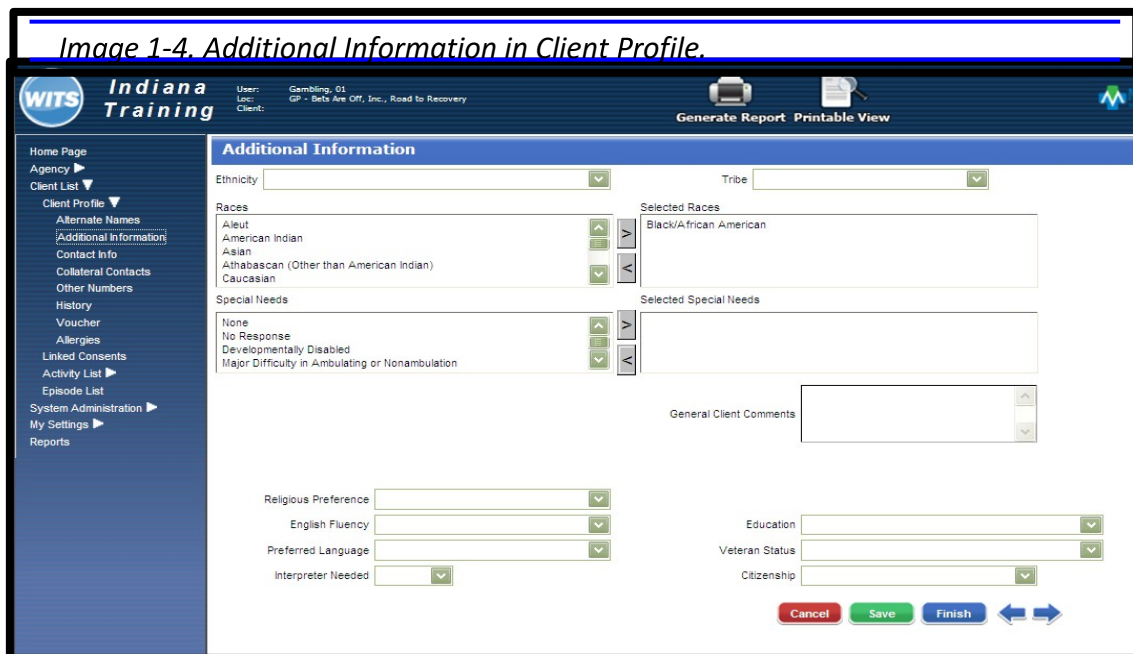 Image 1-4. Additional Information in Client Profile.
WITS
Indiana
Training
User: Gambling, 01
Loc: GP - Bets Are Off, Inc., Road to Recovery
Client:
Generate Report Printable View
Home Page
Agency
Client List
Client Profile
Alternate Names
Additional Information
Contact Info
Collateral Contacts
Other Numbers
History
Voucher
Allergies
Linked Consents
Activity List
Episode List
System Administration
My Settings
Reports
Additional Information
Ethnicity Tribe
Races Selected Races
Aleut Black/African American
American Indian
Asian
Athabascan (Other than American Indian)
Caucasian
>
<
Special Needs Selected Special Needs
None
No Response
Developmentally Disabled
Major Difficulty in Ambulating or Nonambulation
>
<
General Client Comments
Religious Preference
English Fluency Education
Preferred Language Veteran Status
Interpreter Needed Citizenship
Cancel Save Finish